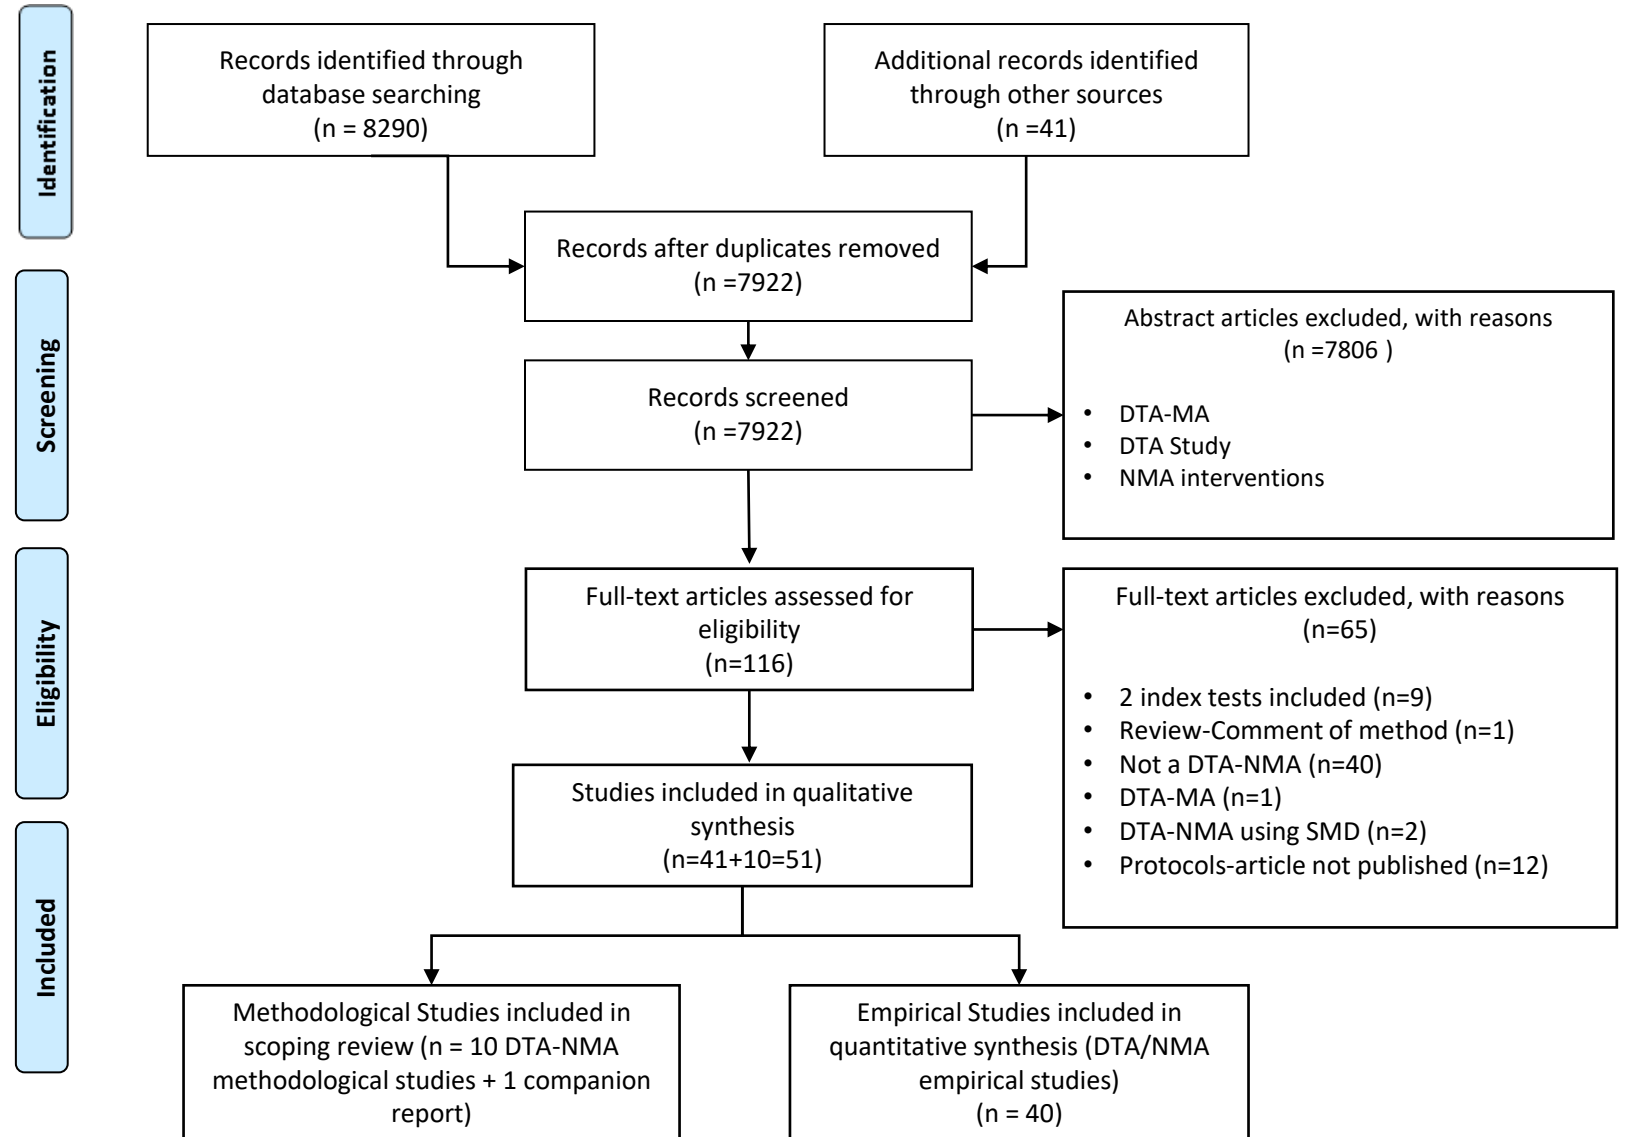 Identification
Records identified through
database searching
(n = 8290)
Additional records identified
through other sources
(n =41)
Records after duplicates removed
(n =7922)
Screening
Records screened
(n =7922)
Abstract articles excluded, with reasons
(n =7806 )
• DTA-MA
• DTA Study
• NMA interventions
Eligibility
Full-text articles assessed for
eligibility
(n=116)
Full-text articles excluded, with reasons
(n=65)
• 2 index tests included (n=9)
• Review-Comment of method (n=1)
• Not a DTA-NMA (n=40)
• DTA-MA (n=1)
• DTA-NMA using SMD (n=2)
• Protocols-article not published (n=12)
Studies included in qualitative
synthesis
(n=41+10=51)
Included
Methodological Studies included in
scoping review (n = 10 DTA-NMA
methodological studies + 1 companion
report)
Empirical Studies included in
quantitative synthesis (DTA/NMA
empirical studies)
(n = 40)